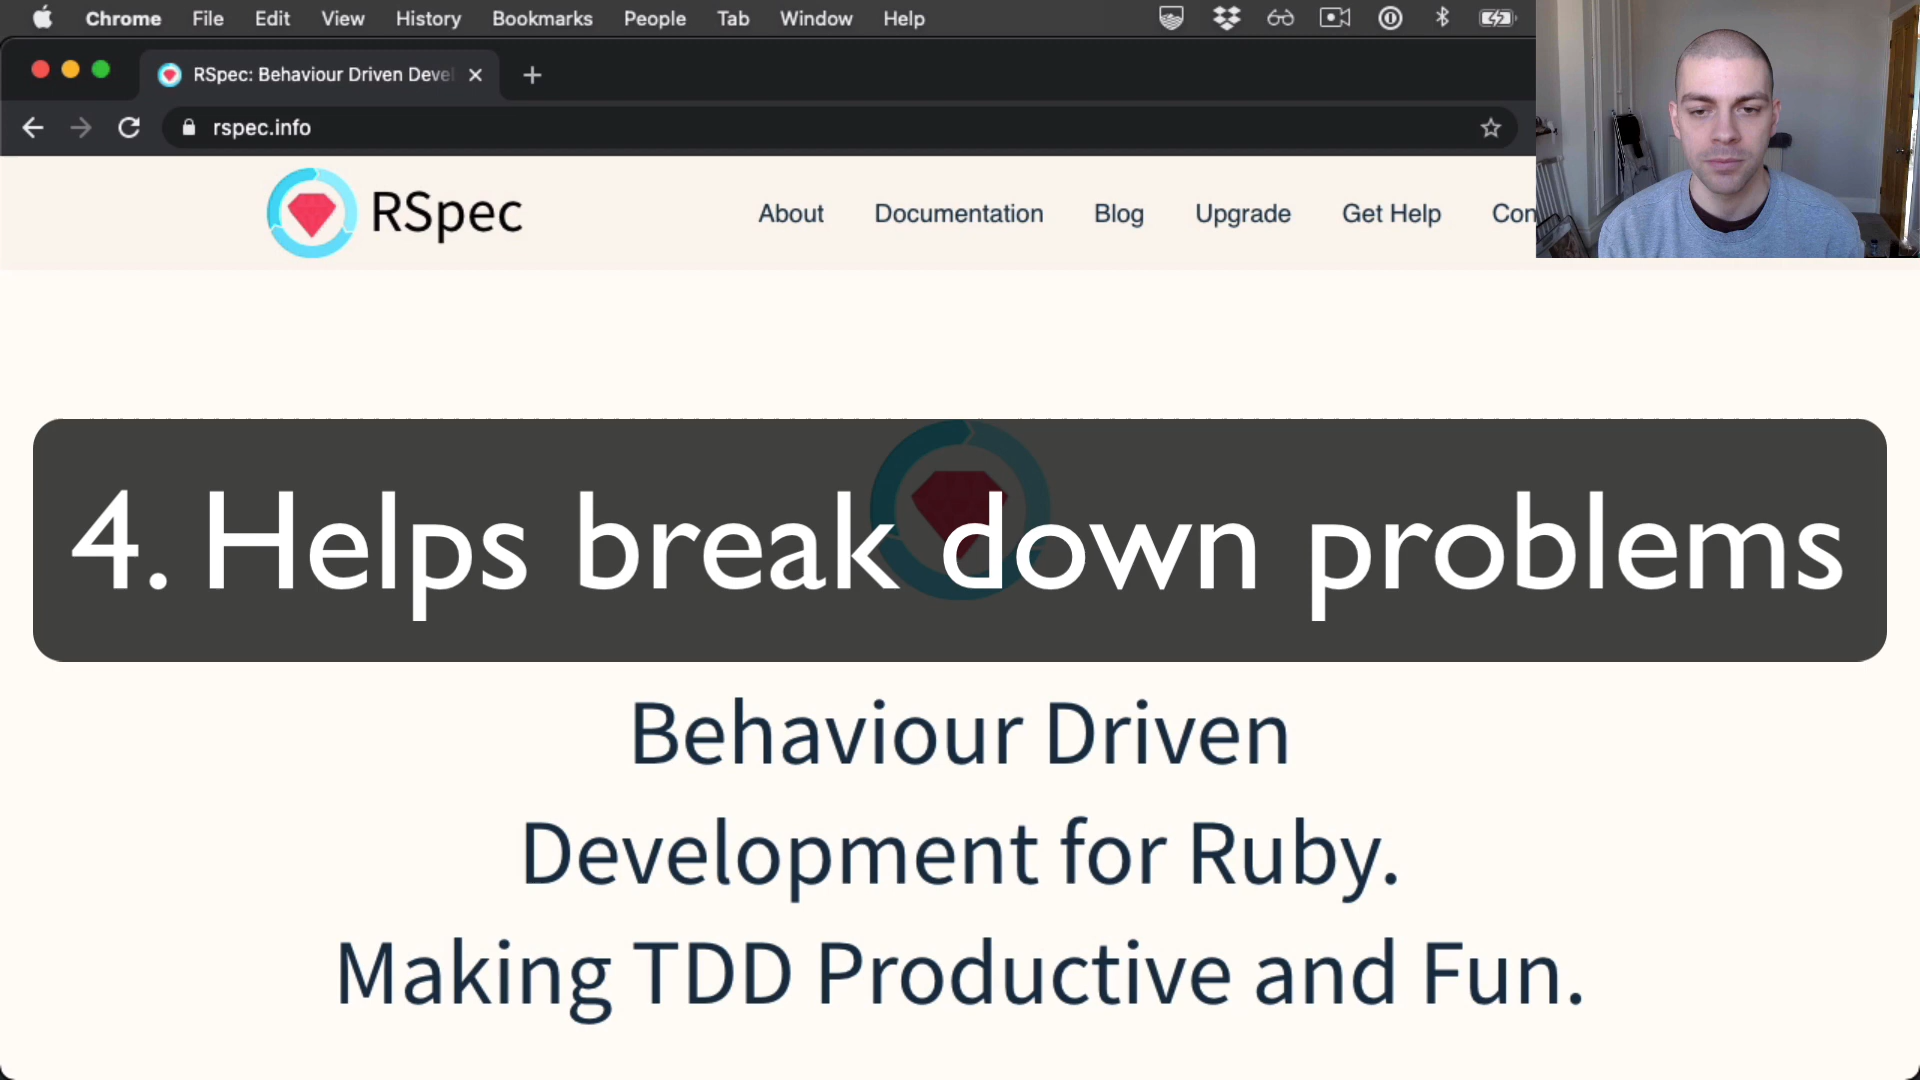 Chrome File Edit View History Bookmarks People Tab Window Help
RSpec: Behaviour Driven Deve
rspec.info
RSpec
About Documentation Blog Upgrade Get Help Con
4. Helps break down problems
Behaviour Driven
Development for Ruby.
Making TDD Productive and Fun.